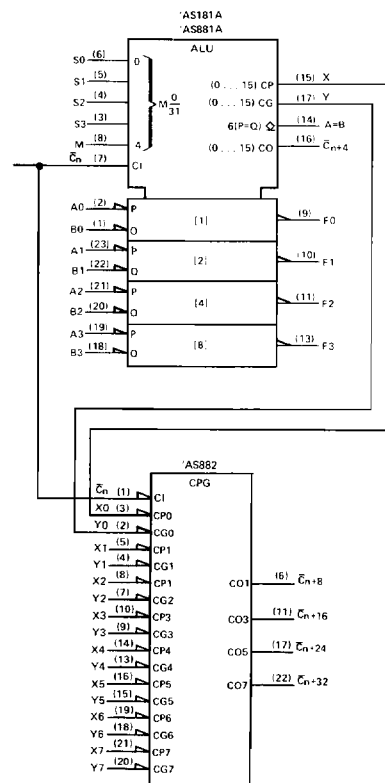 'AS181A
'AS881A
ALU
S0 (6) 0
S1 (5)
S2 (4)
S3 (3)
M (8) 4
M 0/31
C̅n (7) CI
(0 . . . 15) CP (15) X
(0 . . . 15) CG (17) Y
6(P=Q) (14) A=B
(0 . . . 15) CO (16) C̅n+4
A0 (2) P
B0 (1) Q
[1] (9) F0
A1 (23) P
B1 (22) Q
[2] (10) F1
A2 (21) P
B2 (20) Q
[4] (11) F2
A3 (19) P
B3 (18) Q
[8] (13) F3
'AS882
CPG
C̅n (1) CI
X0 (3) CP0
Y0 (2) CG0
X1 (5) CP1
Y1 (4) CG1
X2 (8) CP1
Y2 (7) CG2
X3 (10) CP3
Y3 (9) CG3
X4 (14) CP4
Y4 (13) CG4
X5 (16) CP5
Y5 (15) CG5
X6 (19) CP6
Y6 (18) CG6
X7 (21) CP7
Y7 (20) CG7
CO1 (6) C̅n+8
CO3 (11) C̅n+16
CO5 (17) C̅n+24
CO7 (22) C̅n+32